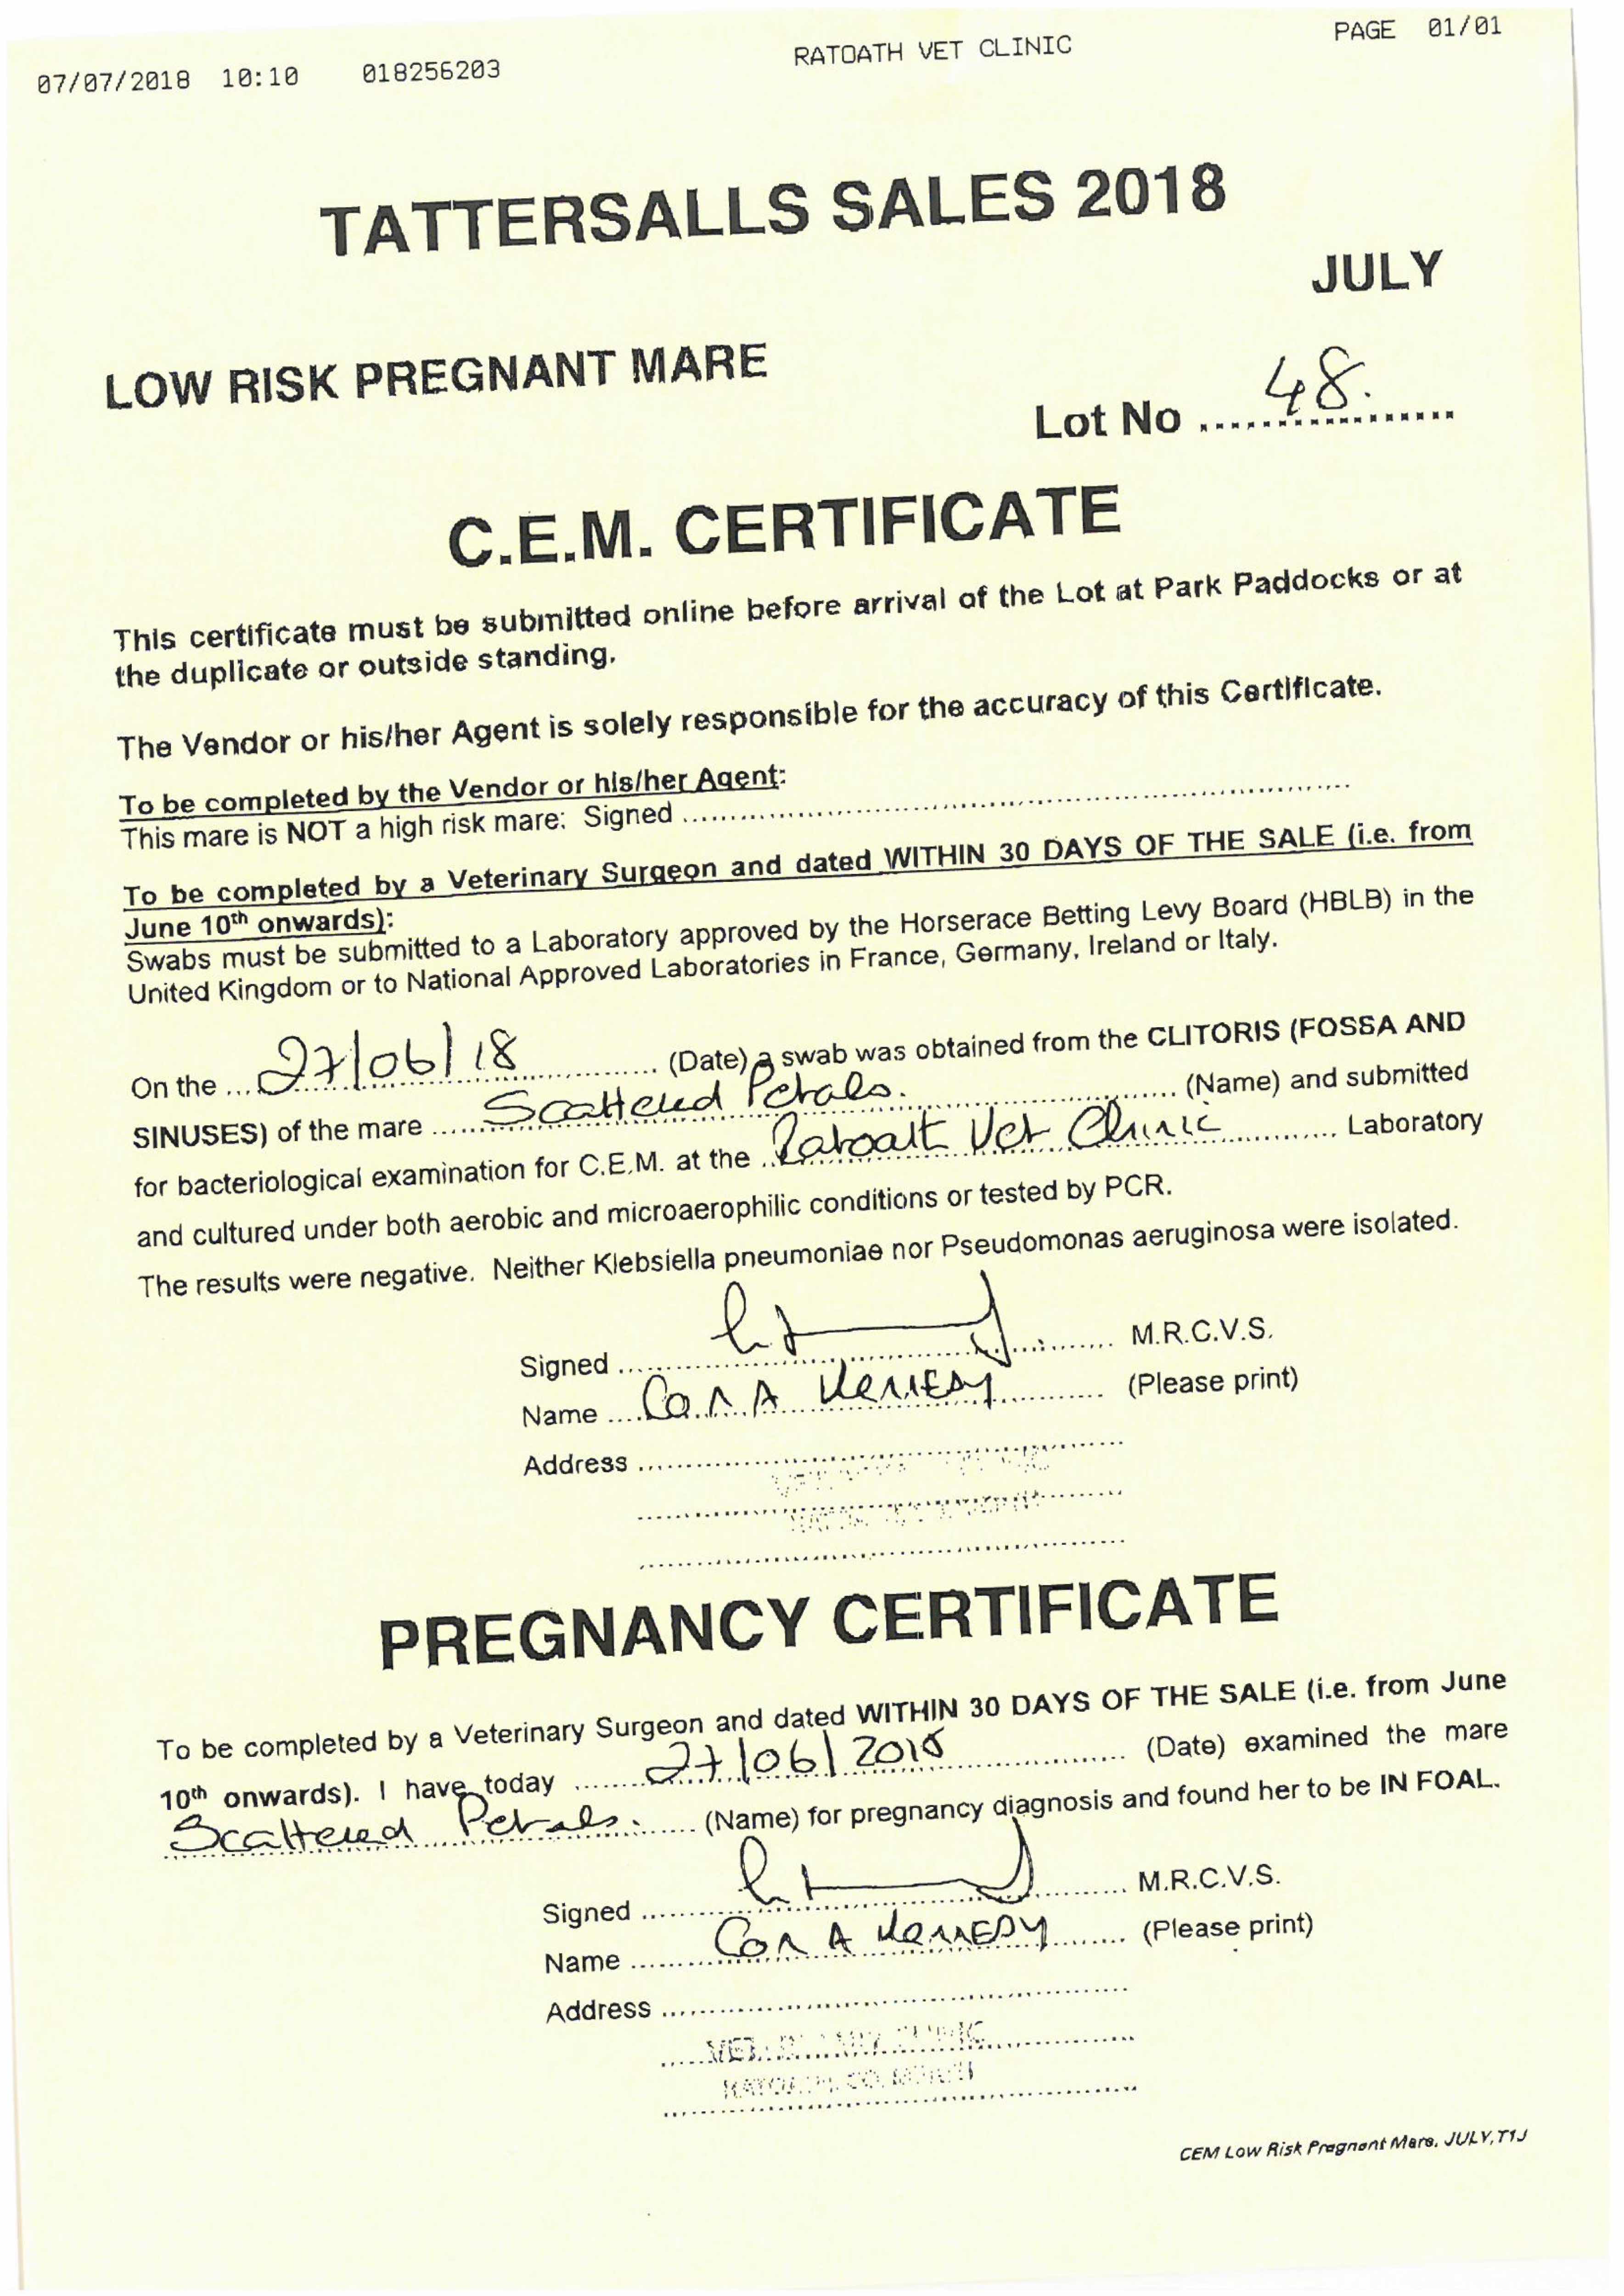 07/07/2018 10:10 018256203 RATOATH VET CLINIC PAGE 01/01
TATTERSALLS SALES 2018
JULY
LOW RISK PREGNANT MARE
Lot No 48.
C.E.M. CERTIFICATE
This certificate must be submitted online before arrival of the Lot at Park Paddocks or at
the duplicate or outside standing.
The Vendor or his/her Agent is solely responsible for the accuracy of this Certificate.
To be completed by the Vendor or his/her Agent:
This mare is NOT a high risk mare: Signed
To be completed by a Veterinary Surgeon and dated WITHIN 30 DAYS OF THE SALE (i.e. from
June 10th onwards):
Swabs must be submitted to a Laboratory approved by the Horserace Betting Levy Board (HBLB) in the
United Kingdom or to National Approved Laboratories in France, Germany, Ireland or Italy.
On the ... 27/06/18 ... (Date) a swab was obtained from the CLITORIS (FOSSA AND
SINUSES) of the mare ... Scattered Petals. ... (Name) and submitted
for bacteriological examination for C.E.M. at the .. Ratoath Vet Clinic ... Laboratory
and cultured under both aerobic and microaerophilic conditions or tested by PCR.
The results were negative. Neither Klebsiella pneumoniae nor Pseudomonas aeruginosa were isolated.
Signed ... M.R.C.V.S.
Name ... Con A Kennedy ... (Please print)
Address
PREGNANCY CERTIFICATE
To be completed by a Veterinary Surgeon and dated WITHIN 30 DAYS OF THE SALE (i.e. from June
10th onwards). I have today ... 27/06/2018 ... (Date) examined the mare
Scattered Petals. ... (Name) for pregnancy diagnosis and found her to be IN FOAL.
Signed ... M.R.C.V.S.
Name ... Con A Kennedy ... (Please print)
Address
CLINIC
RATOATH, CO. MEATH
CEM Low Risk Pregnant Mare. JULY,T1J